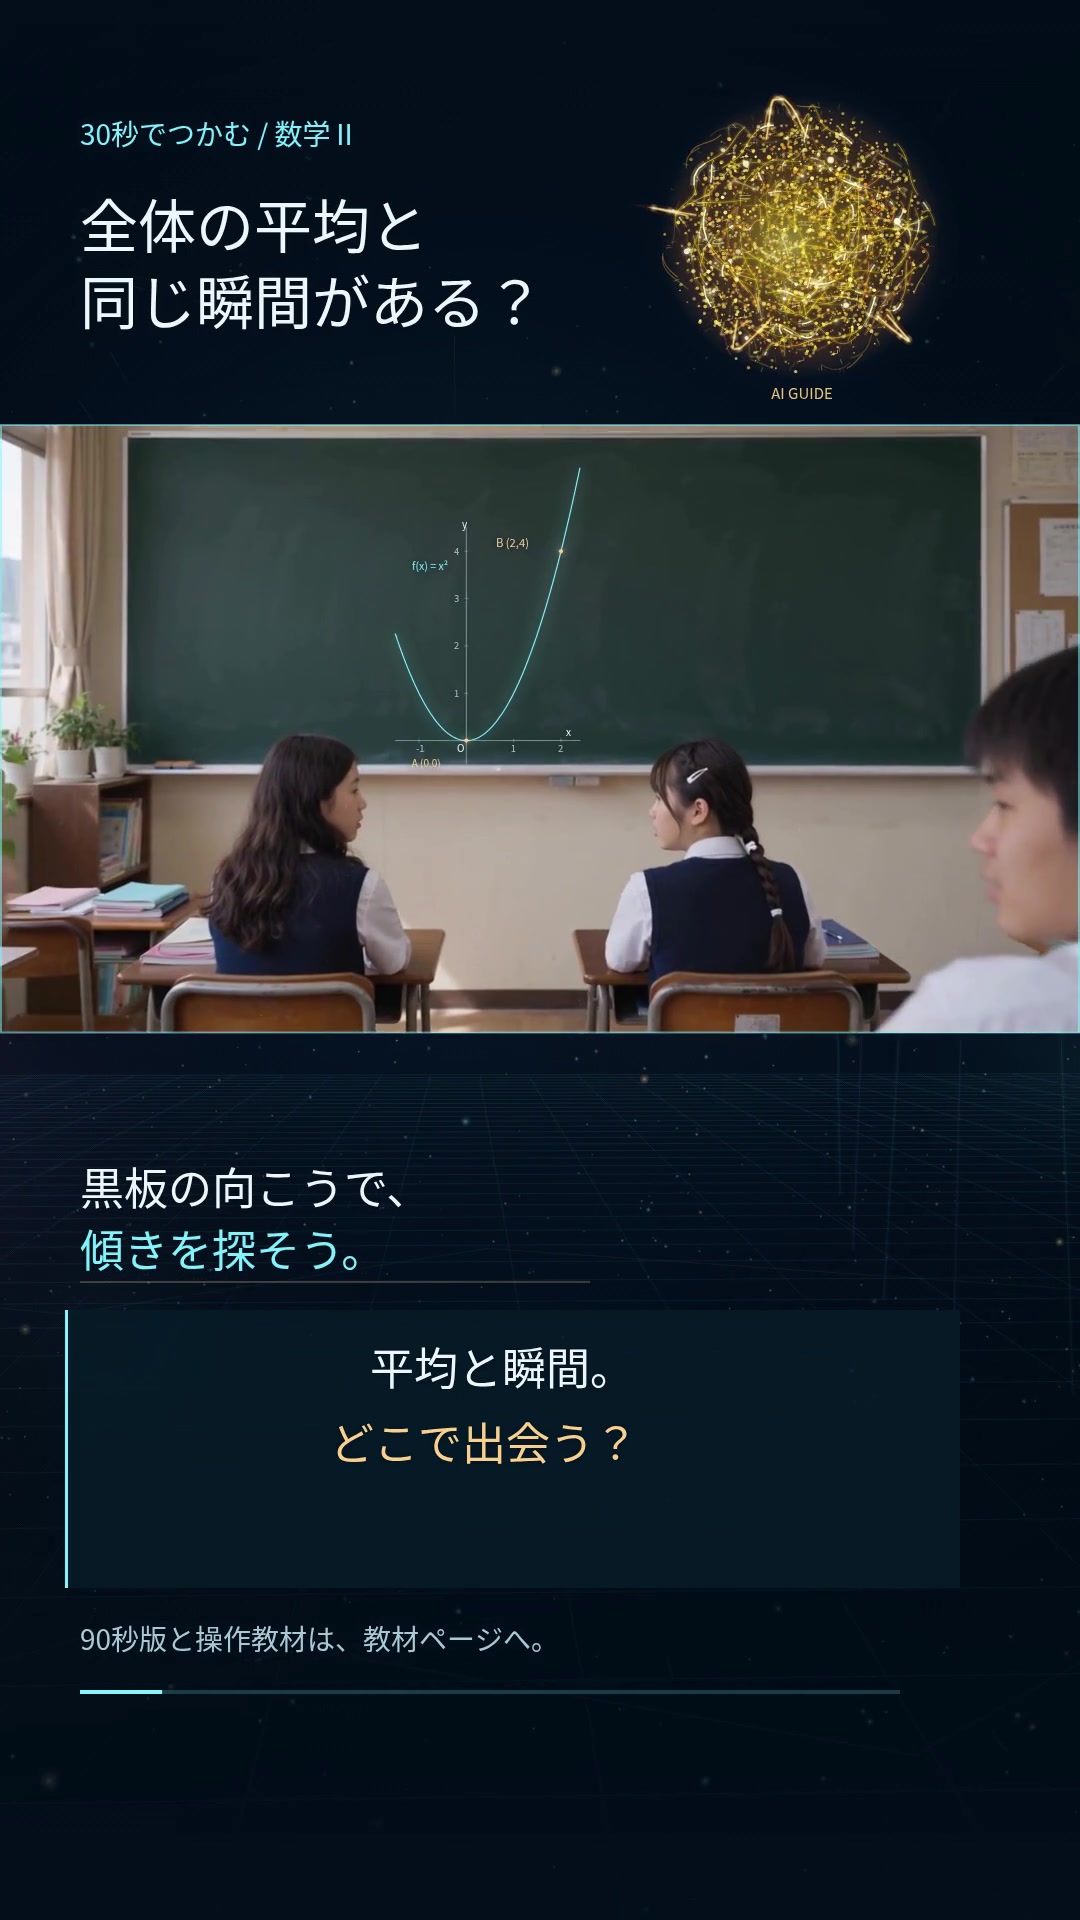 30秒でつかむ / 数学Ⅱ
全体の平均と
同じ瞬間がある？
AI GUIDE
y
B (2,4)
4
f(x) = x²
3
2
1
x
-1
O
1
2
A (0,0)
黒板の向こうで、
傾きを探そう。
平均と瞬間。
どこで出会う？
90秒版と操作教材は、教材ページへ。